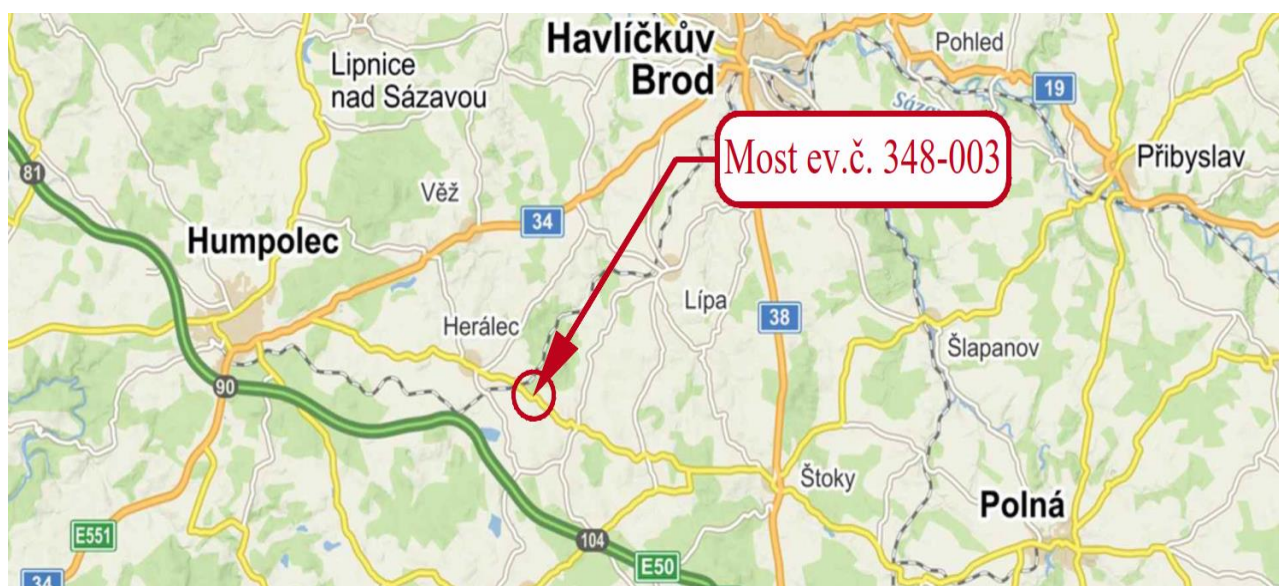 Havlíčkův
Brod
Pohled
Lipnice
nad Sázavou
19
Sáza
Most ev.č. 348-003
Přibyslav
81
Věž
34
Humpolec
Lípa
38
Herálec
Šlapanov
90
Štoky
Polná
E551
104
E50
34